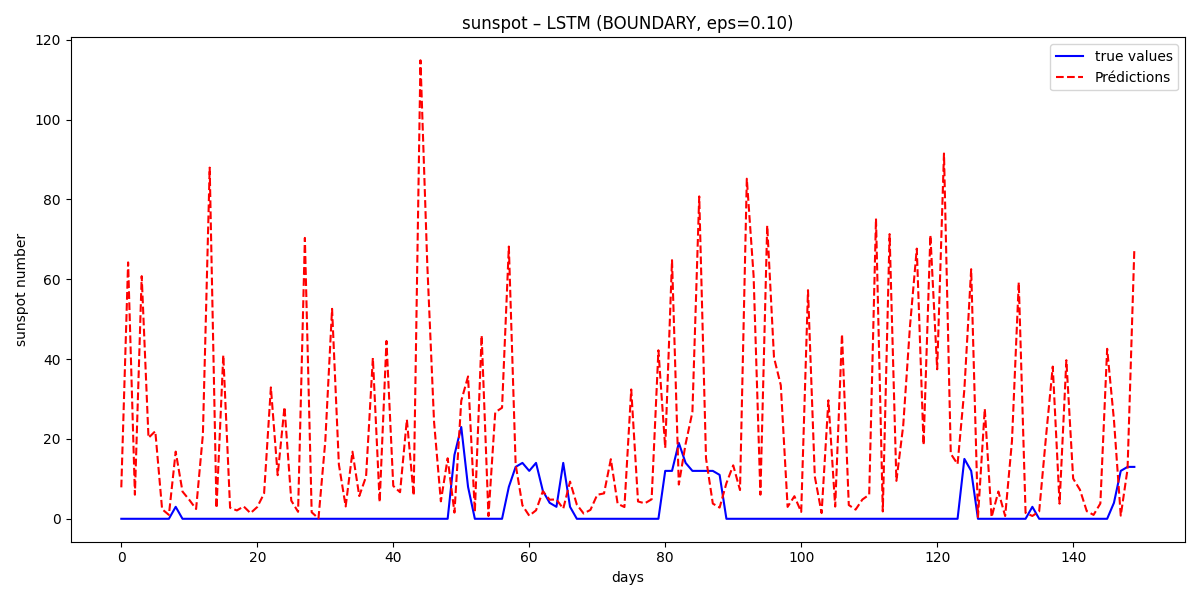 sunspot – LSTM (BOUNDARY, eps=0.10)
true values
Prédictions
sunspot number
120
100
80
60
40
20
0
0 20 40 60 80 100 120 140
days